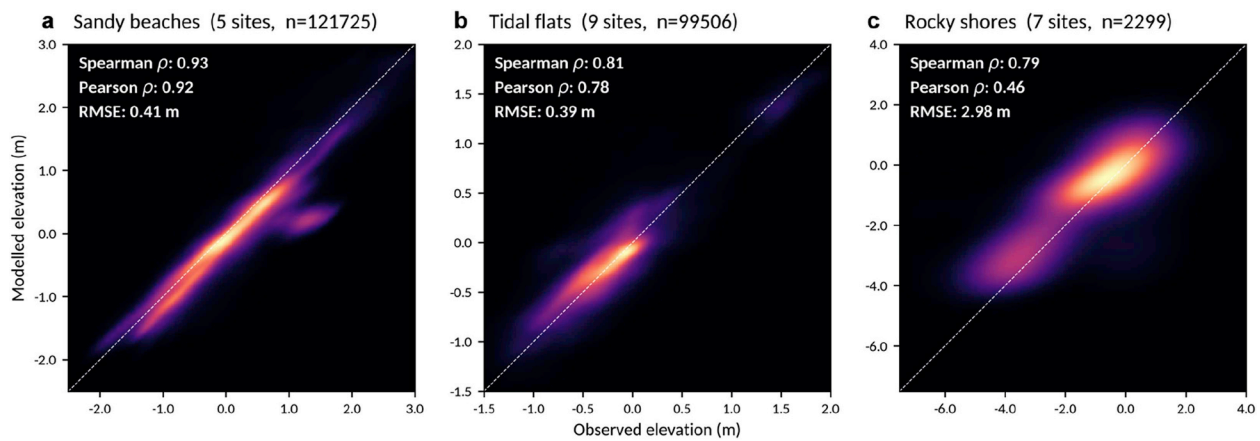 a Sandy beaches (5 sites, n=121725)
Spearman ρ: 0.93
Pearson ρ: 0.92
RMSE: 0.41 m
3.0
2.0
1.0
0.0
-1.0
-2.0
-2.0 -1.0 0.0 1.0 2.0 3.0
Modelled elevation (m)
b Tidal flats (9 sites, n=99506)
Spearman ρ: 0.81
Pearson ρ: 0.78
RMSE: 0.39 m
2.0
1.5
1.0
0.5
0.0
-0.5
-1.0
-1.5
-1.5 -1.0 -0.5 0.0 0.5 1.0 1.5 2.0
Observed elevation (m)
c Rocky shores (7 sites, n=2299)
Spearman ρ: 0.79
Pearson ρ: 0.46
RMSE: 2.98 m
4.0
2.0
0.0
-2.0
-4.0
-6.0
-6.0 -4.0 -2.0 0.0 2.0 4.0